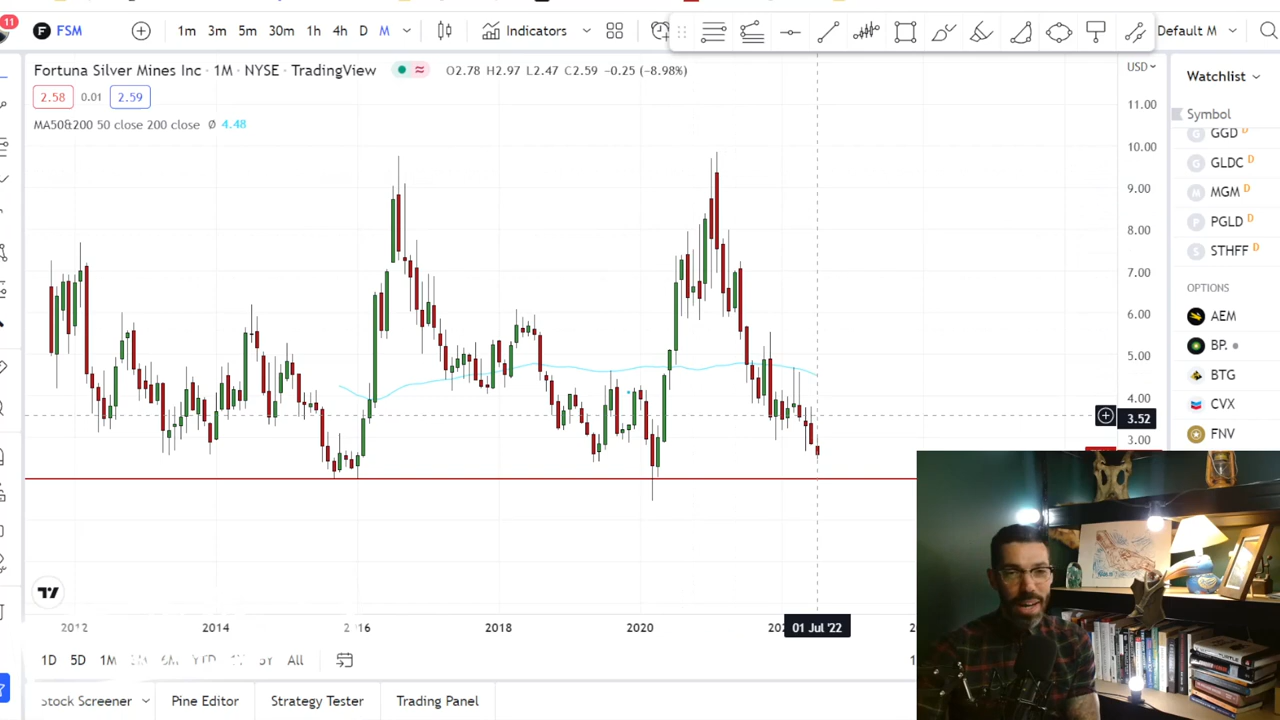 11
F FSM 1m 3m 5m 30m 1h 4h D M Indicators Default M
Fortuna Silver Mines Inc · 1M · NYSE · TradingView ≈ O2.78 H2.97 L2.47 C2.59 -0.25 (-8.98%)
2.58 0.01 2.59
MA50&200 50 close 200 close Ø 4.48
USD
11.00
10.00
9.00
8.00
7.00
6.00
5.00
4.00
3.52
3.00
Watchlist
Symbol
G GGD D
G GLDC D
M MGM D
P PGLD D
S STHFF D
OPTIONS
AEM
BP.
BTG
CVX
FNV
2012 2014 2016 2018 2020 01 Jul '22
1D 5D 1M YTD All
Stock Screener Pine Editor Strategy Tester Trading Panel